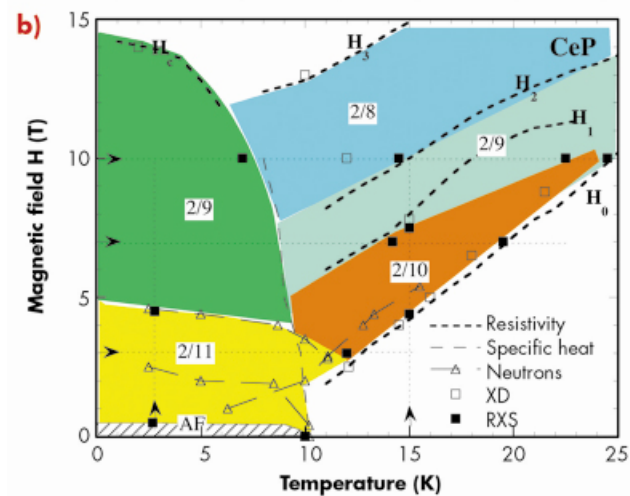 b)
15
10
5
0
Magnetic field H (T)
H_c
H_3
CeP
H_2
2/8
H_1
2/9
2/9
H_0
2/10
2/11
AF
Resistivity
Specific heat
Neutrons
XD
RXS
0
5
10
15
20
25
Temperature (K)